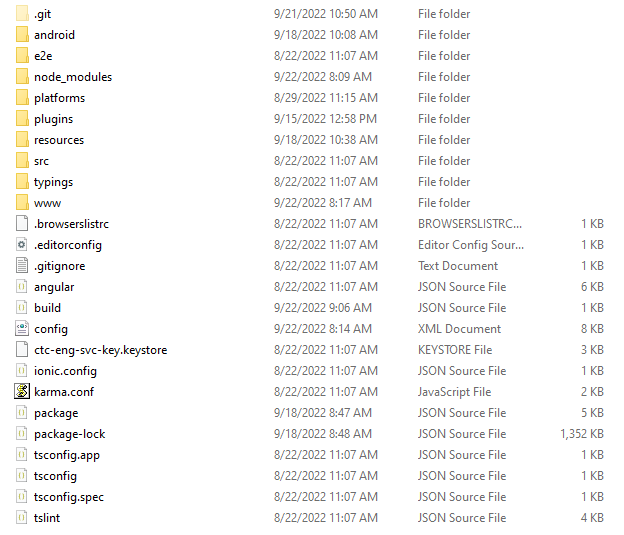 .git 9/21/2022 10:50 AM File folder
android 9/18/2022 10:08 AM File folder
e2e 8/22/2022 11:07 AM File folder
node_modules 9/22/2022 8:09 AM File folder
platforms 8/29/2022 11:15 AM File folder
plugins 9/15/2022 12:58 PM File folder
resources 9/18/2022 10:38 AM File folder
src 8/22/2022 11:07 AM File folder
typings 8/22/2022 11:07 AM File folder
www 9/22/2022 8:17 AM File folder
.browserslistrc 8/22/2022 11:07 AM BROWSERSLISTRC... 1 KB
.editorconfig 8/22/2022 11:07 AM Editor Config Sour... 1 KB
.gitignore 8/22/2022 11:07 AM Text Document 1 KB
angular 8/22/2022 11:07 AM JSON Source File 6 KB
build 9/22/2022 9:06 AM JSON Source File 1 KB
config 9/22/2022 8:14 AM XML Document 8 KB
ctc-eng-svc-key.keystore 8/22/2022 11:07 AM KEYSTORE File 3 KB
ionic.config 8/22/2022 11:07 AM JSON Source File 1 KB
karma.conf 8/22/2022 11:07 AM JavaScript File 2 KB
package 9/18/2022 8:47 AM JSON Source File 5 KB
package-lock 9/18/2022 8:48 AM JSON Source File 1,352 KB
tsconfig.app 8/22/2022 11:07 AM JSON Source File 1 KB
tsconfig 8/22/2022 11:07 AM JSON Source File 1 KB
tsconfig.spec 8/22/2022 11:07 AM JSON Source File 1 KB
tslint 8/22/2022 11:07 AM JSON Source File 4 KB